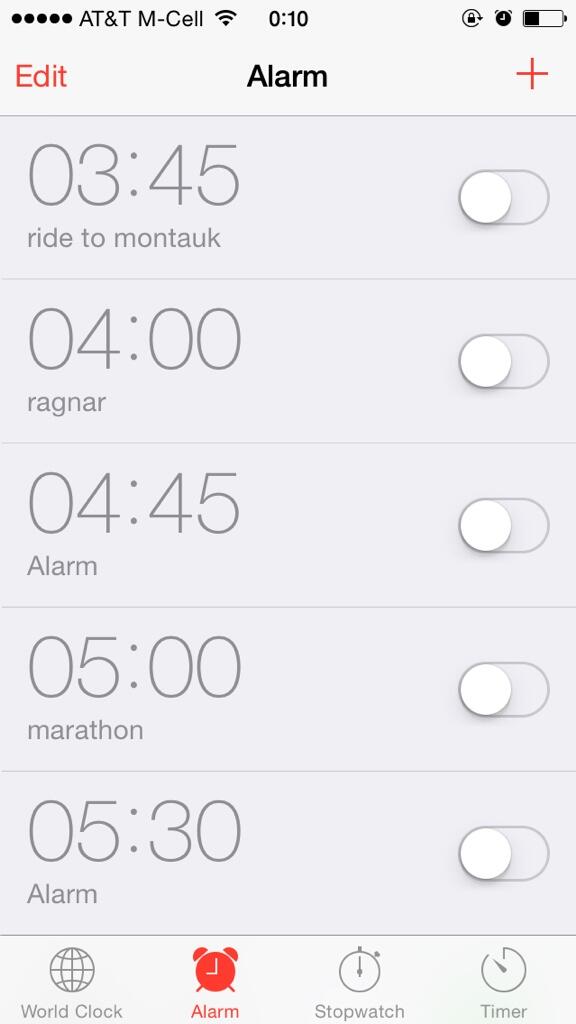 AT&T M-Cell 0:10
Edit Alarm +
03:45
ride to montauk
04:00
ragnar
04:45
Alarm
05:00
marathon
05:30
Alarm
World Clock Alarm Stopwatch Timer